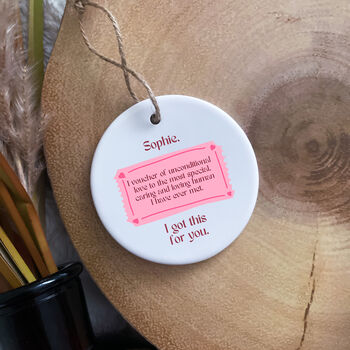 Sophie.
1 voucher of unconditional
love to the most special,
caring and loving human
I have ever met.
I got this
for you.